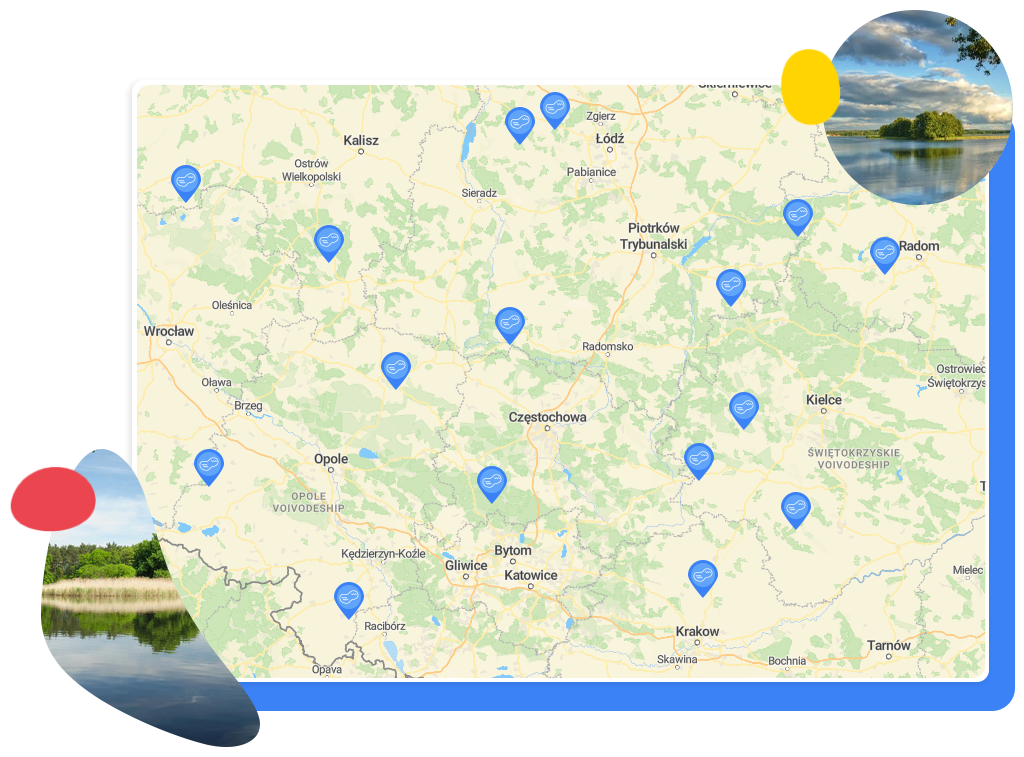 Skierniewice
Zgierz
Kalisz
Łódź
Ostrów
Wielkopolski
Pabianice
Sieradz
Piotrków
Trybunalski
Radom
Oleśnica
Wrocław
Radomsko
Ostrowiec
Świętokrzys
Oława
Kielce
Brzeg
Częstochowa
Opole
ŚWIĘTOKRZYSKIE
VOIVODESHIP
OPOLE
VOIVODESHIP
T
Kędzierzyn-Koźle
Bytom
Gliwice
Katowice
Mielec
Racibórz
Krakow
Tarnów
Skawina
Bochnia
Opava